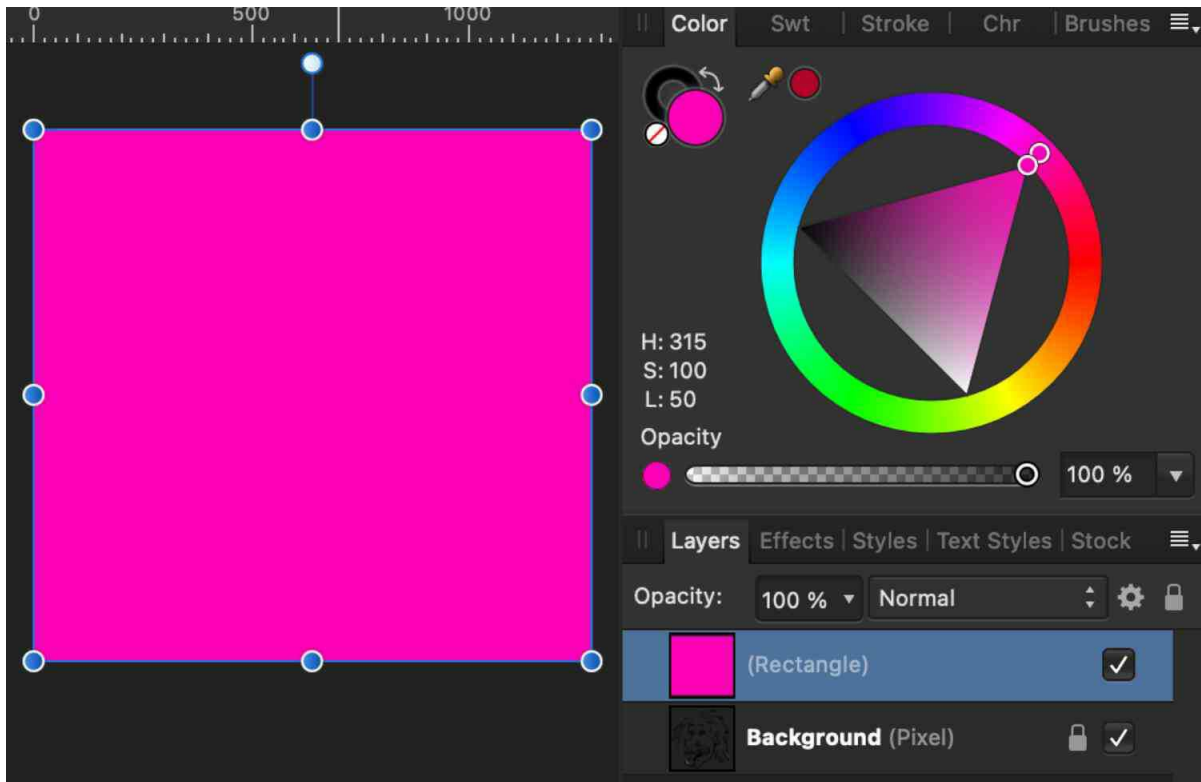 0 500 1000
Color Swt Stroke Chr Brushes
H: 315
S: 100
L: 50
Opacity
100 %
Layers Effects Styles Text Styles Stock
Opacity: 100 % Normal
(Rectangle)
Background (Pixel)